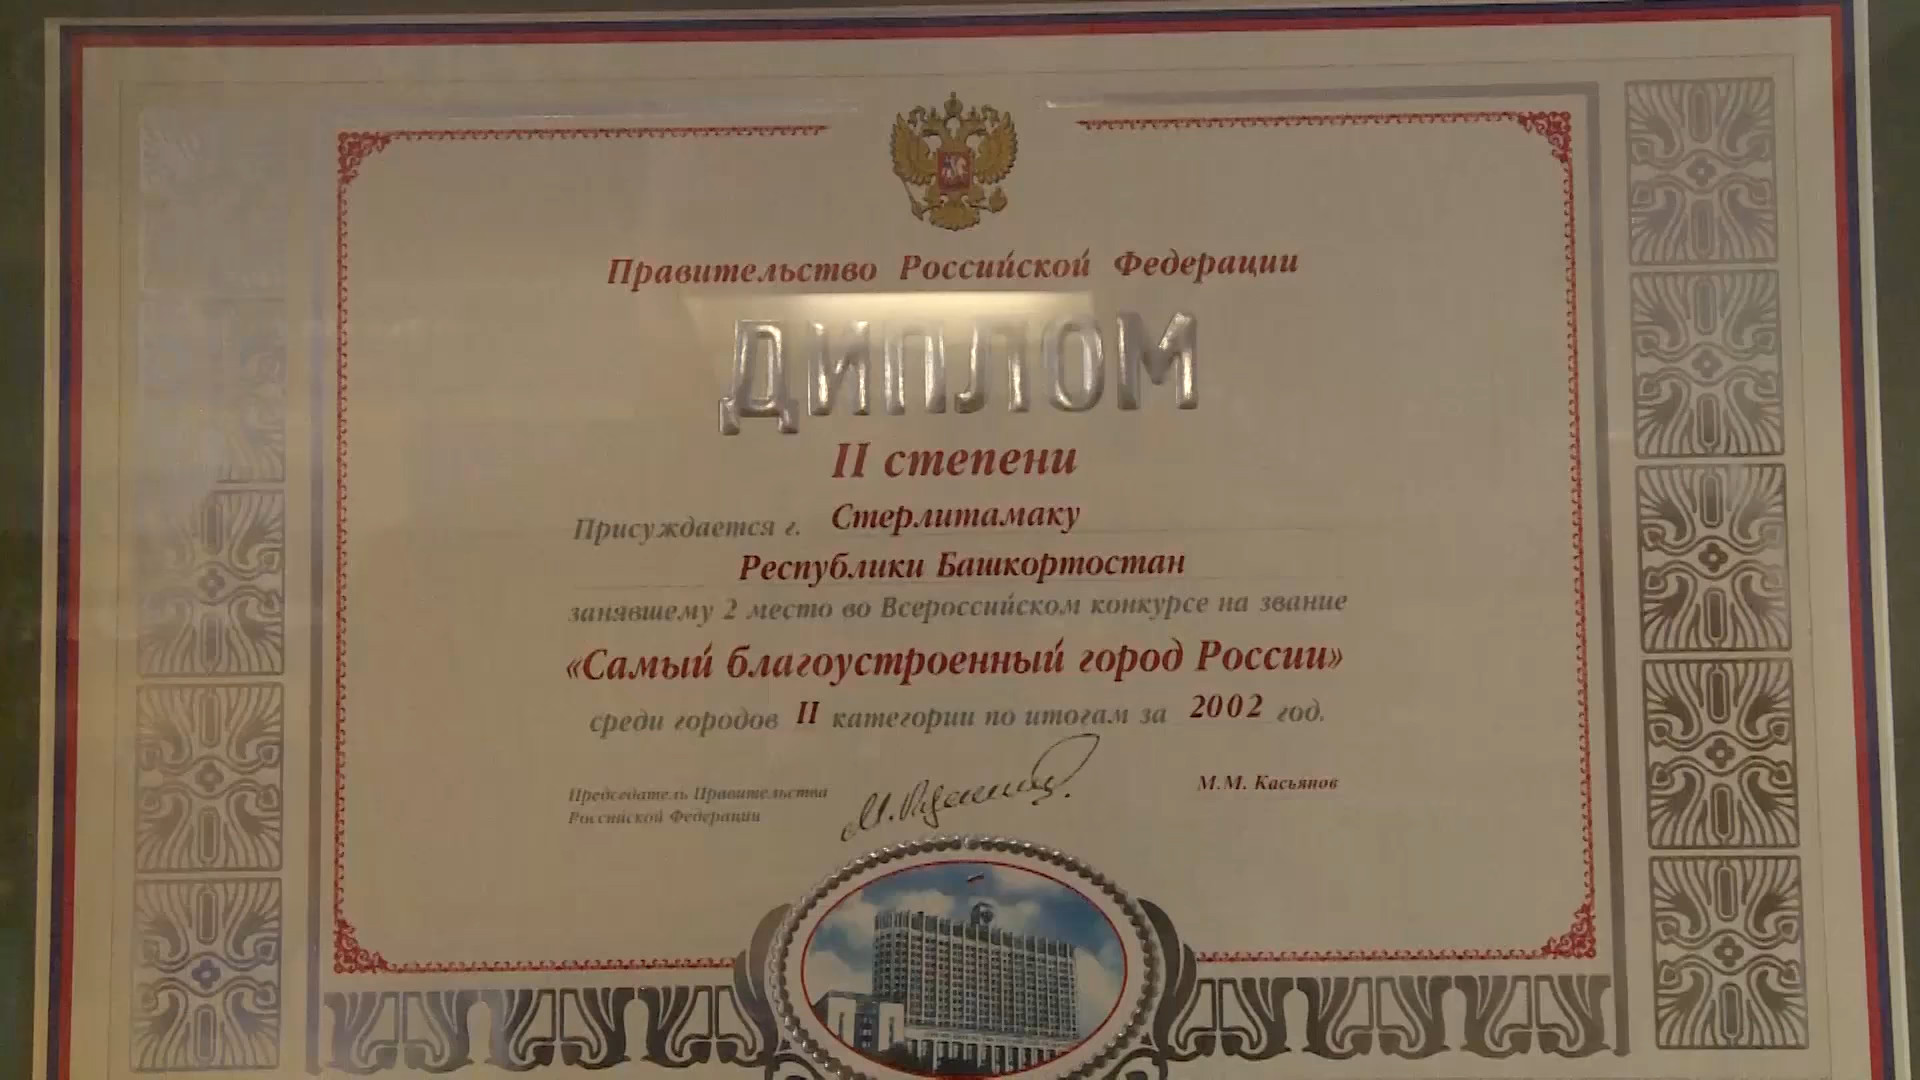 Правительство Российской Федерации
ДИПЛОМ
II степени
Присуждается г. Стерлитамаку
Республики Башкортостан
занявшему 2 место во Всероссийском конкурсе на звание
«Самый благоустроенный город России»
среди городов II категории по итогам за 2002 год.
Председатель Правительства
Российской Федерации
М.М. Касьянов